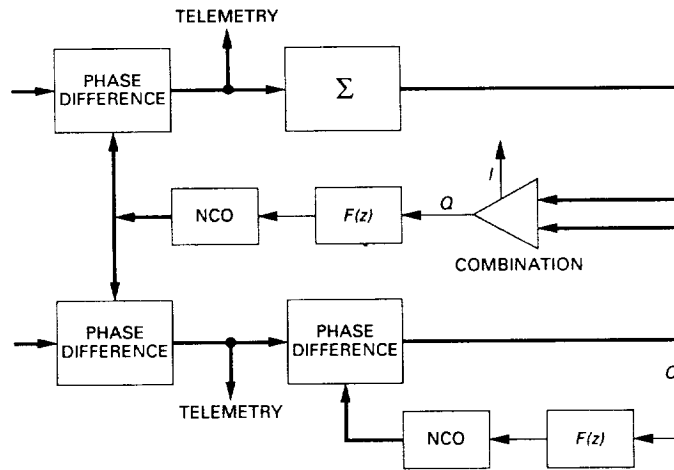 TELEMETRY
PHASE
DIFFERENCE
Σ
I
NCO
F(z)
Q
COMBINATION
PHASE
DIFFERENCE
PHASE
DIFFERENCE
TELEMETRY
NCO
F(z)